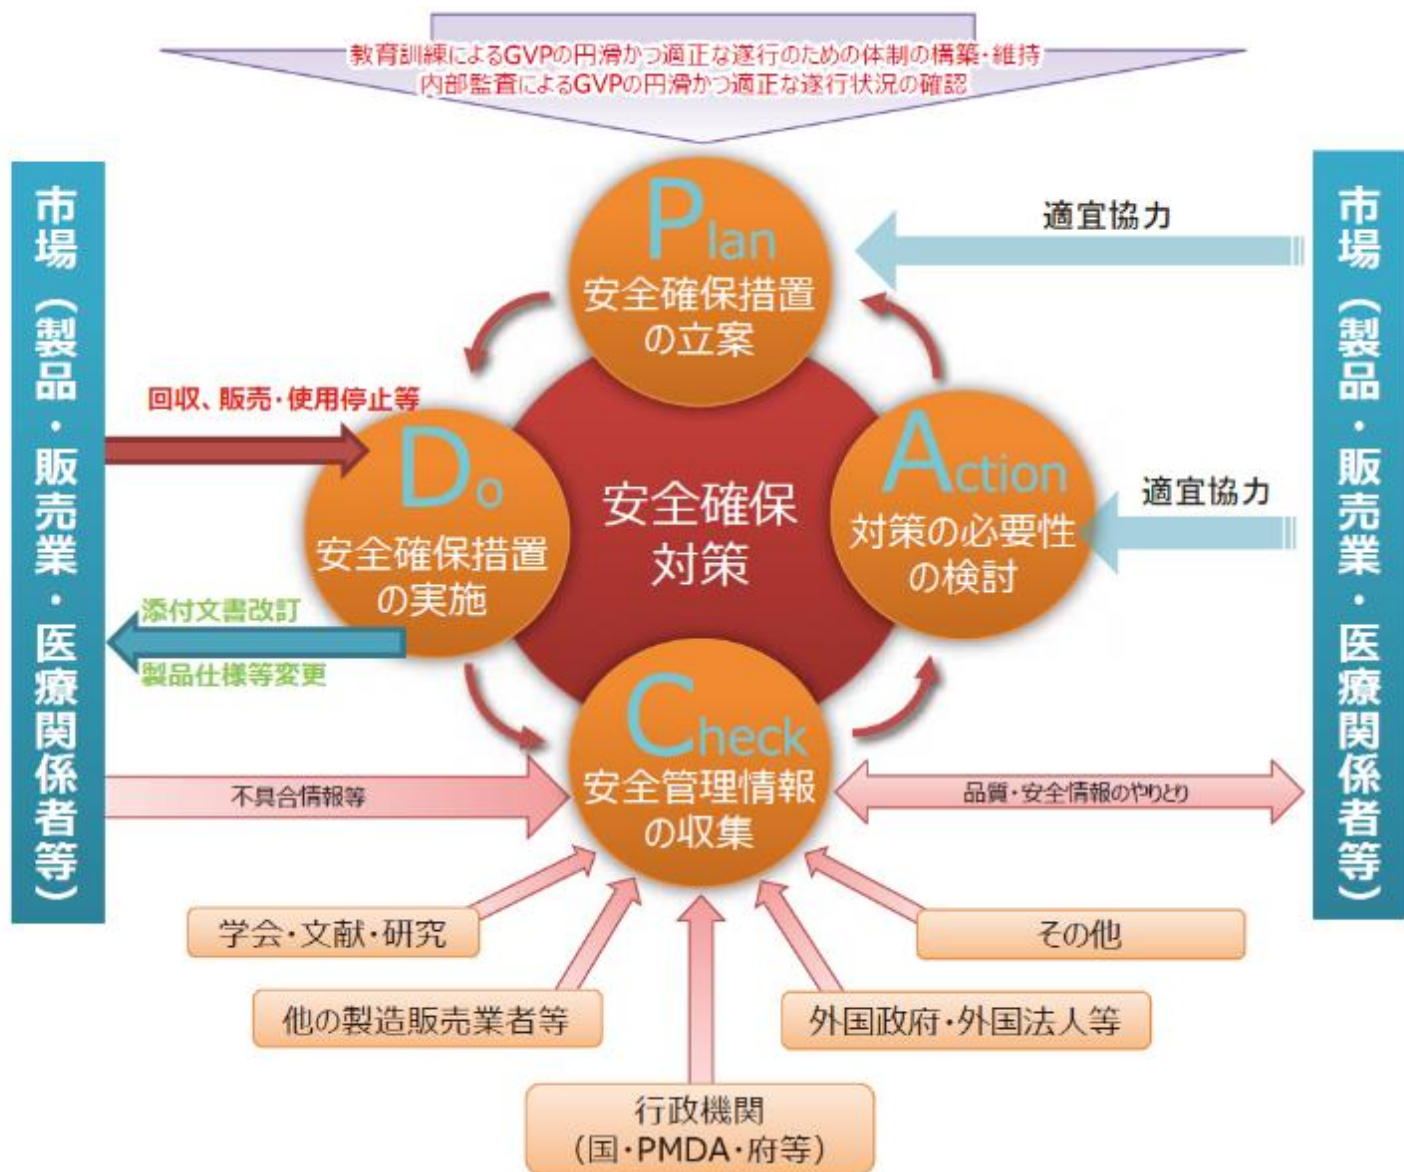 教育訓練によるGVPの円滑かつ適正な遂行のための体制の構築・維持
内部監査によるGVPの円滑かつ適正な遂行状況の確認
市場（製品・販売業・医療関係者等）
Plan
安全確保措置
の立案
適宜協力
市場（製品・販売業・医療関係者等）
回収、販売・使用停止等
Do
安全確保措置
の実施
安全確保
対策
Action
対策の必要性
の検討
適宜協力
添付文書改訂
製品仕様等変更
Check
安全管理情報
の収集
不具合情報等
品質・安全情報のやりとり
学会・文献・研究
その他
他の製造販売業者等
外国政府・外国法人等
行政機関
（国・PMDA・府等）